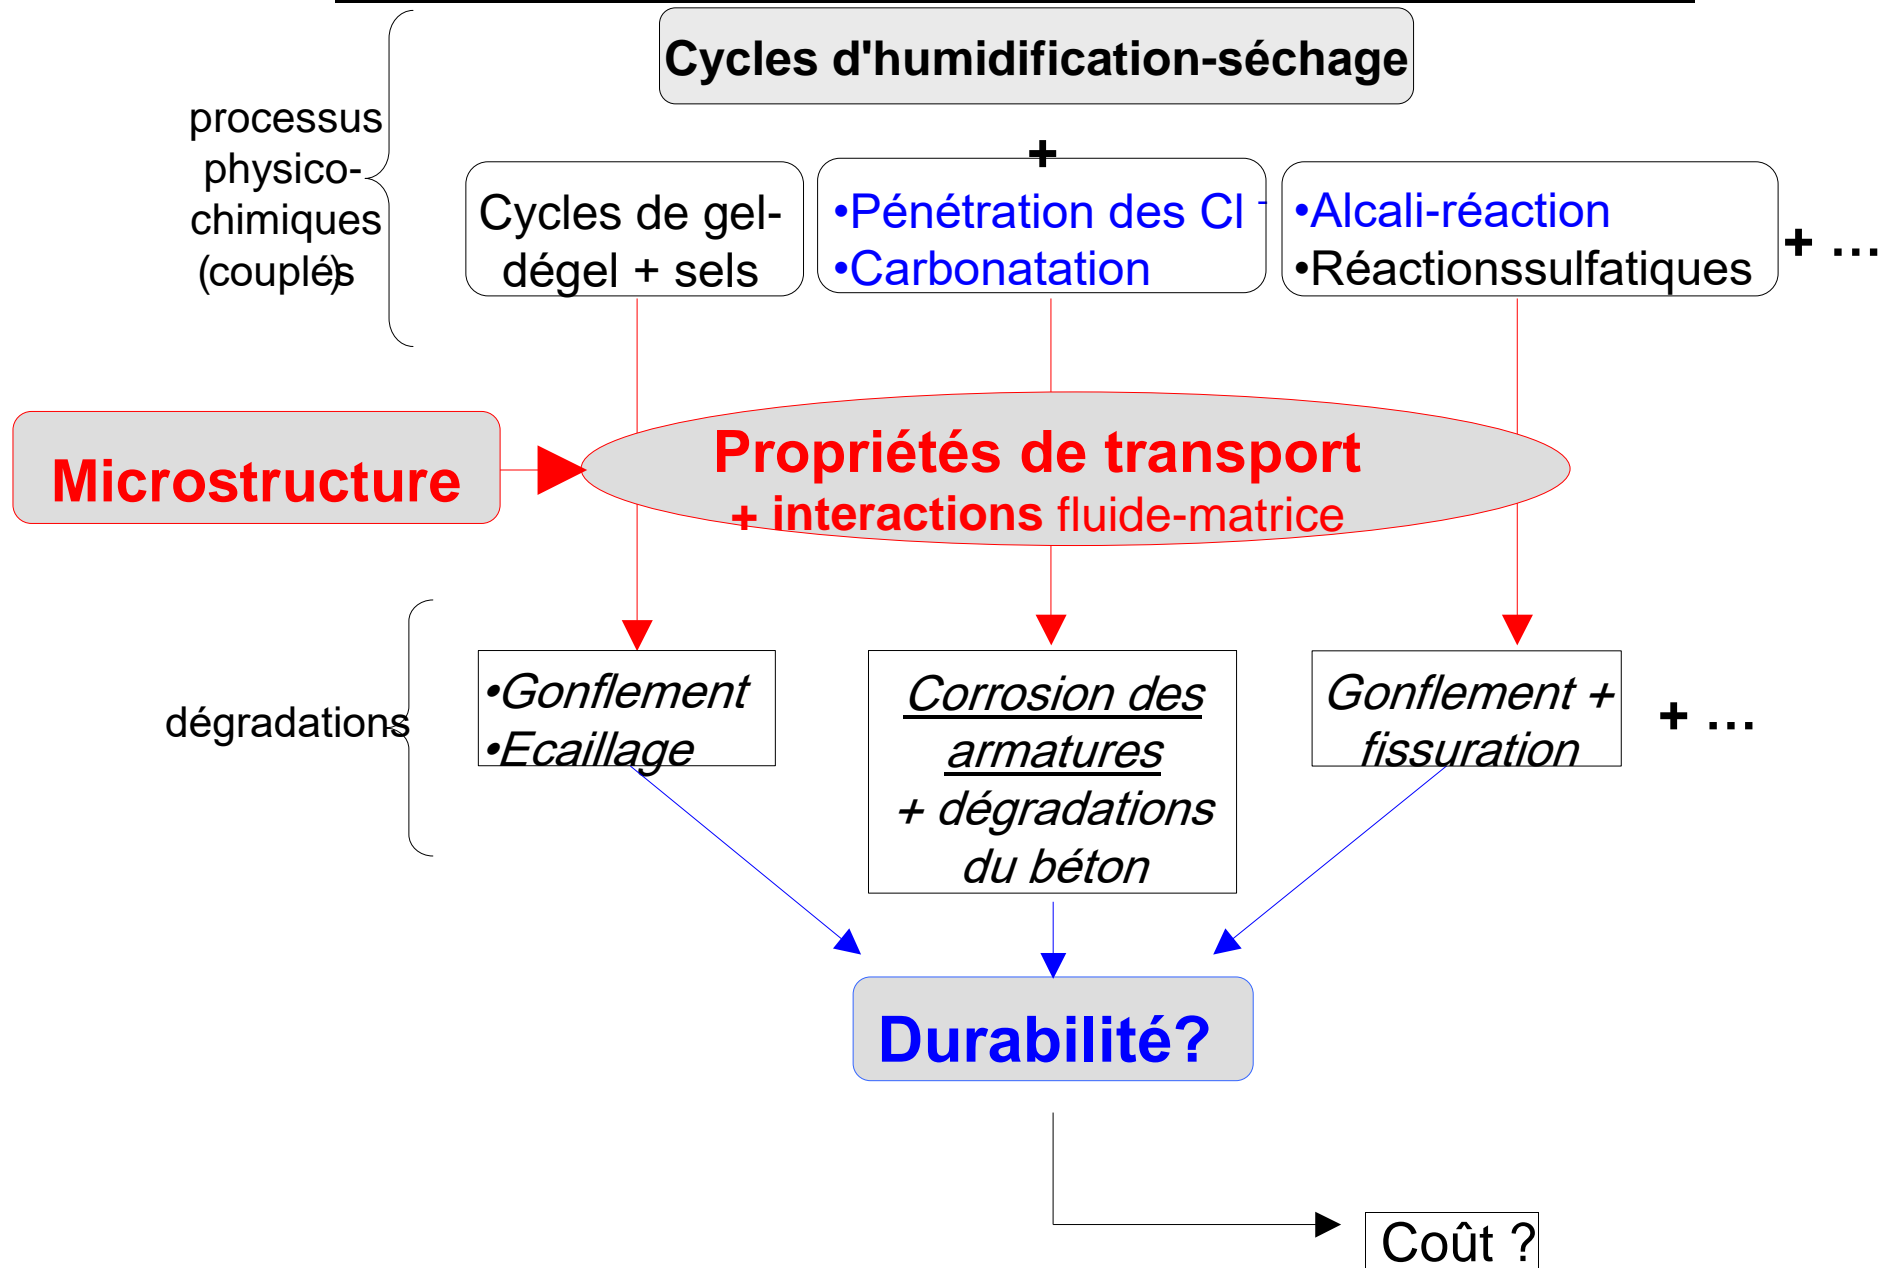 Cycles d'humidification-séchage
processus
physico-
chimiques
(couplés)
+
Cycles de gel-
dégel + sels
•Pénétration des Cl -
•Carbonatation
•Alcali-réaction
•Réactionssulfatiques
+ ...
Microstructure
Propriétés de transport
+ interactions fluide-matrice
dégradations
•Gonflement
•Ecaillage
Corrosion des
armatures
+ dégradations
du béton
Gonflement +
fissuration
+ ...
Durabilité?
Coût ?